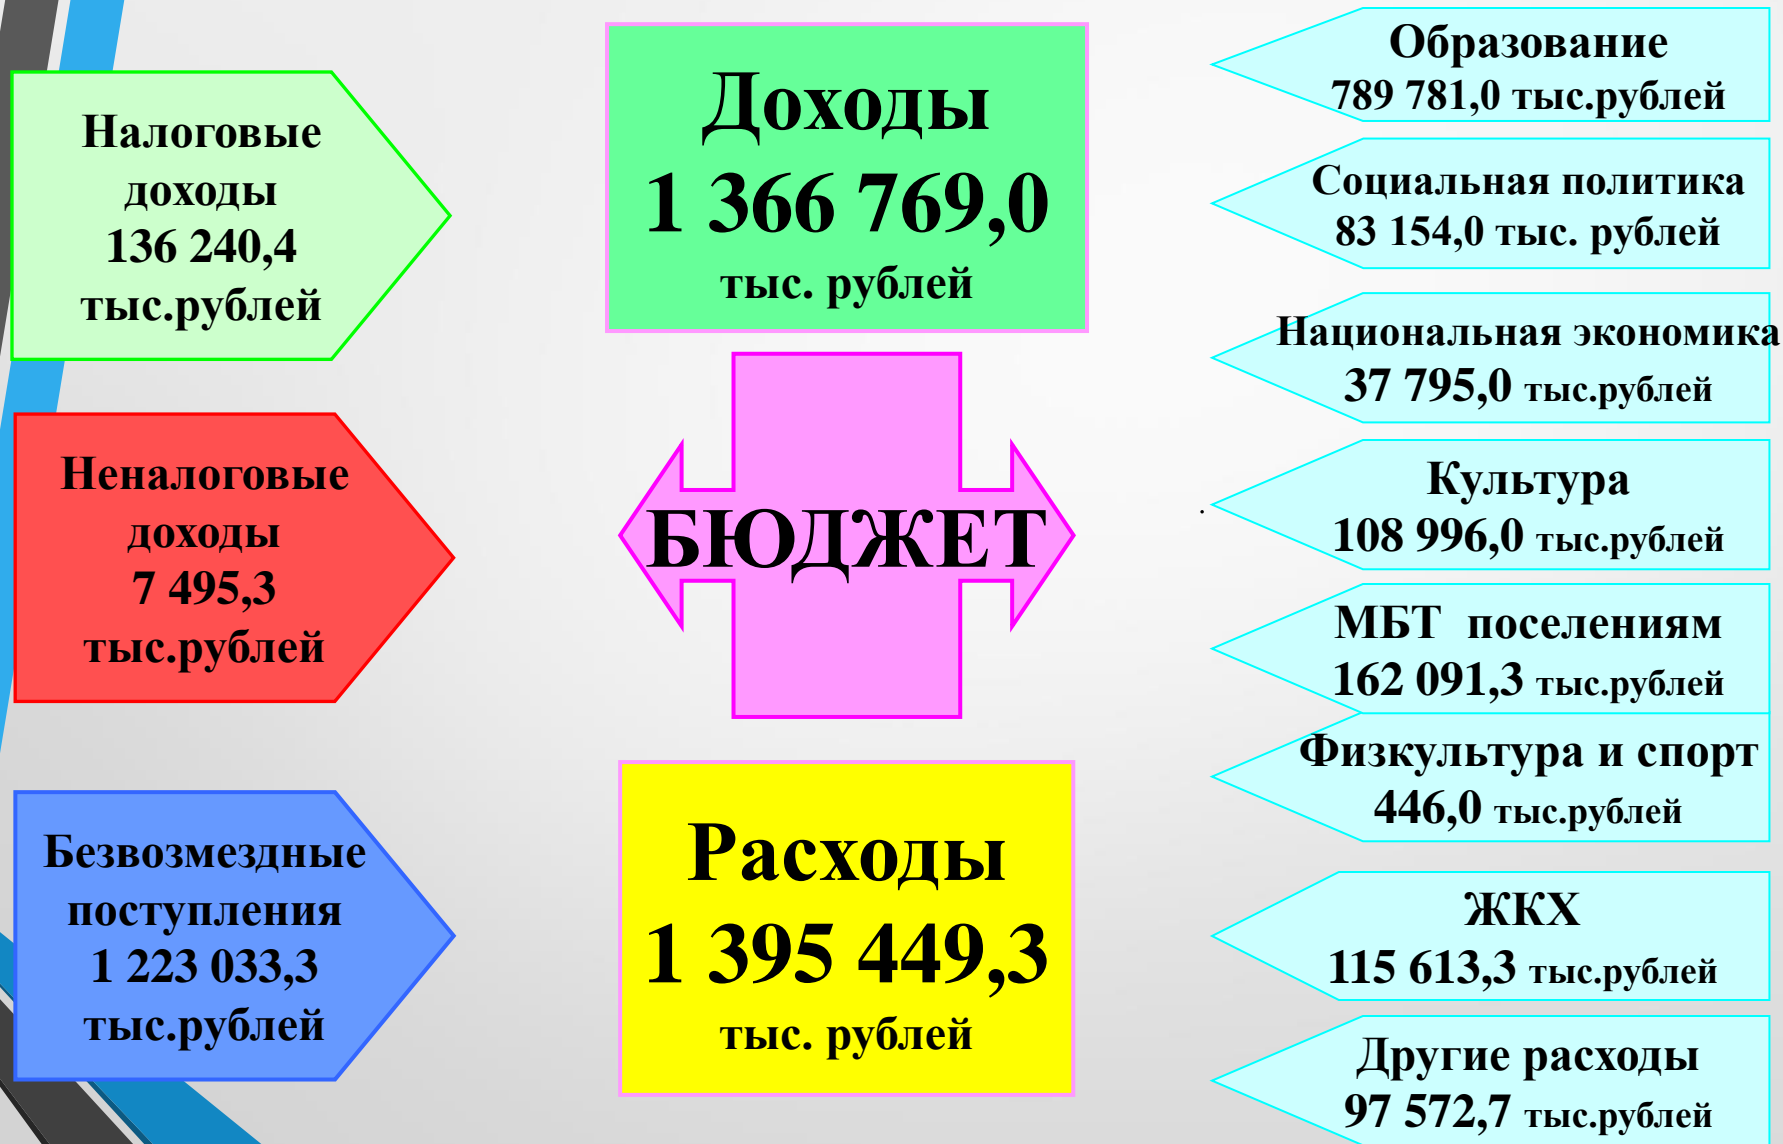 Налоговые
доходы
136 240,4
тыс.рублей
Неналоговые
доходы
7 495,3
тыс.рублей
Безвозмездные
поступления
1 223 033,3
тыс.рублей
Доходы
1 366 769,0
тыс. рублей
БЮДЖЕТ
Расходы
1 395 449,3
тыс. рублей
Образование
789 781,0 тыс.рублей
Социальная политика
83 154,0 тыс. рублей
Национальная экономика
37 795,0 тыс.рублей
.
Культура
108 996,0 тыс.рублей
МБТ  поселениям
162 091,3 тыс.рублей
Физкультура и спорт
446,0 тыс.рублей
ЖКХ
115 613,3 тыс.рублей
Другие расходы
97 572,7 тыс.рублей